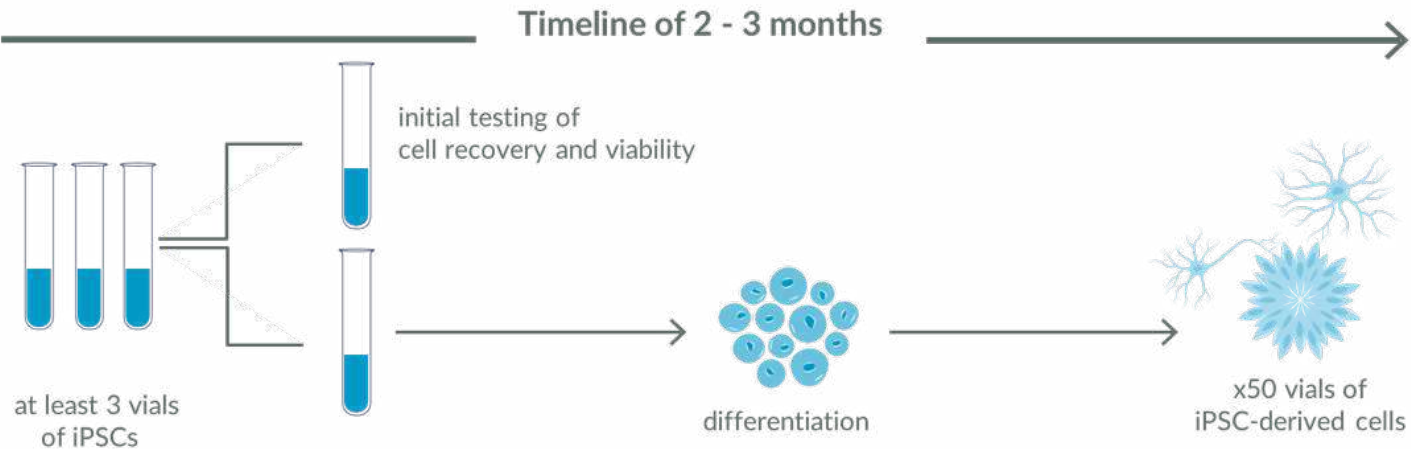 Timeline of 2 - 3 months
initial testing of
cell recovery and viability
at least 3 vials
of iPSCs
differentiation
x50 vials of
iPSC-derived cells